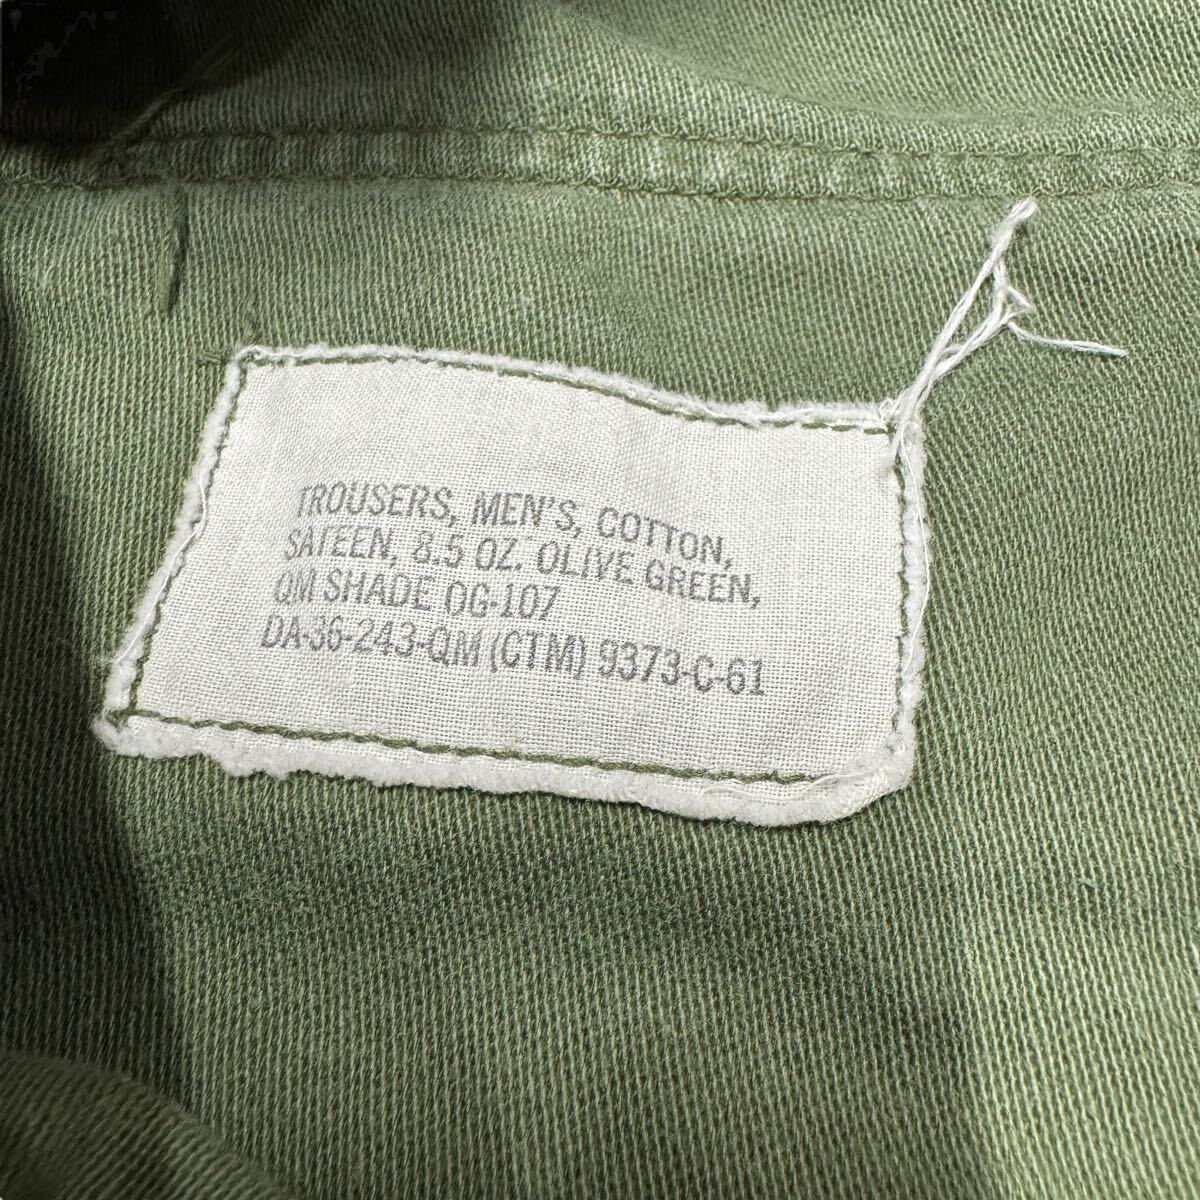 TROUSERS, MEN'S, COTTON,
SATEEN, 8.5 OZ. OLIVE GREEN,
QM SHADE OG-107
DA-36-243-QM (CTM) 9373-C-61